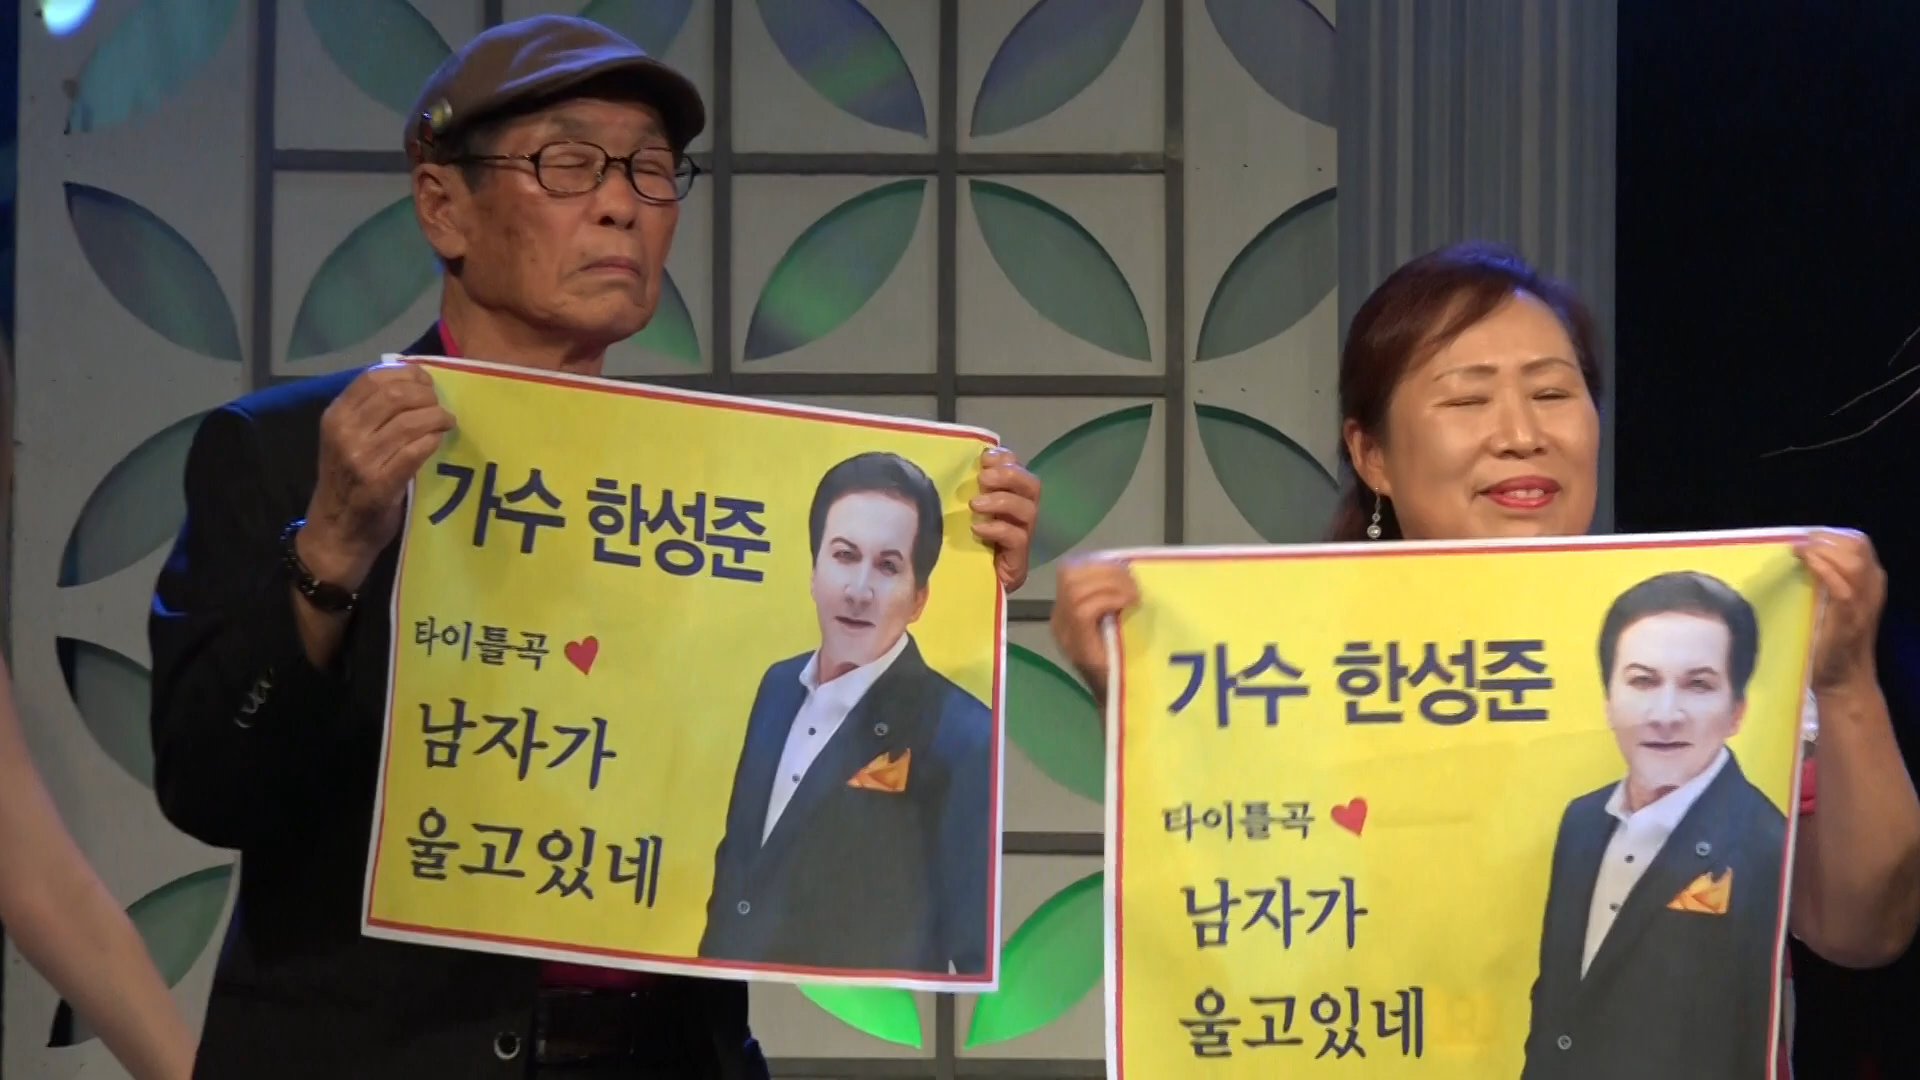 가수 한성준
타이틀곡
남자가
울고있네
가수 한성준
타이틀곡
남자가
울고있네